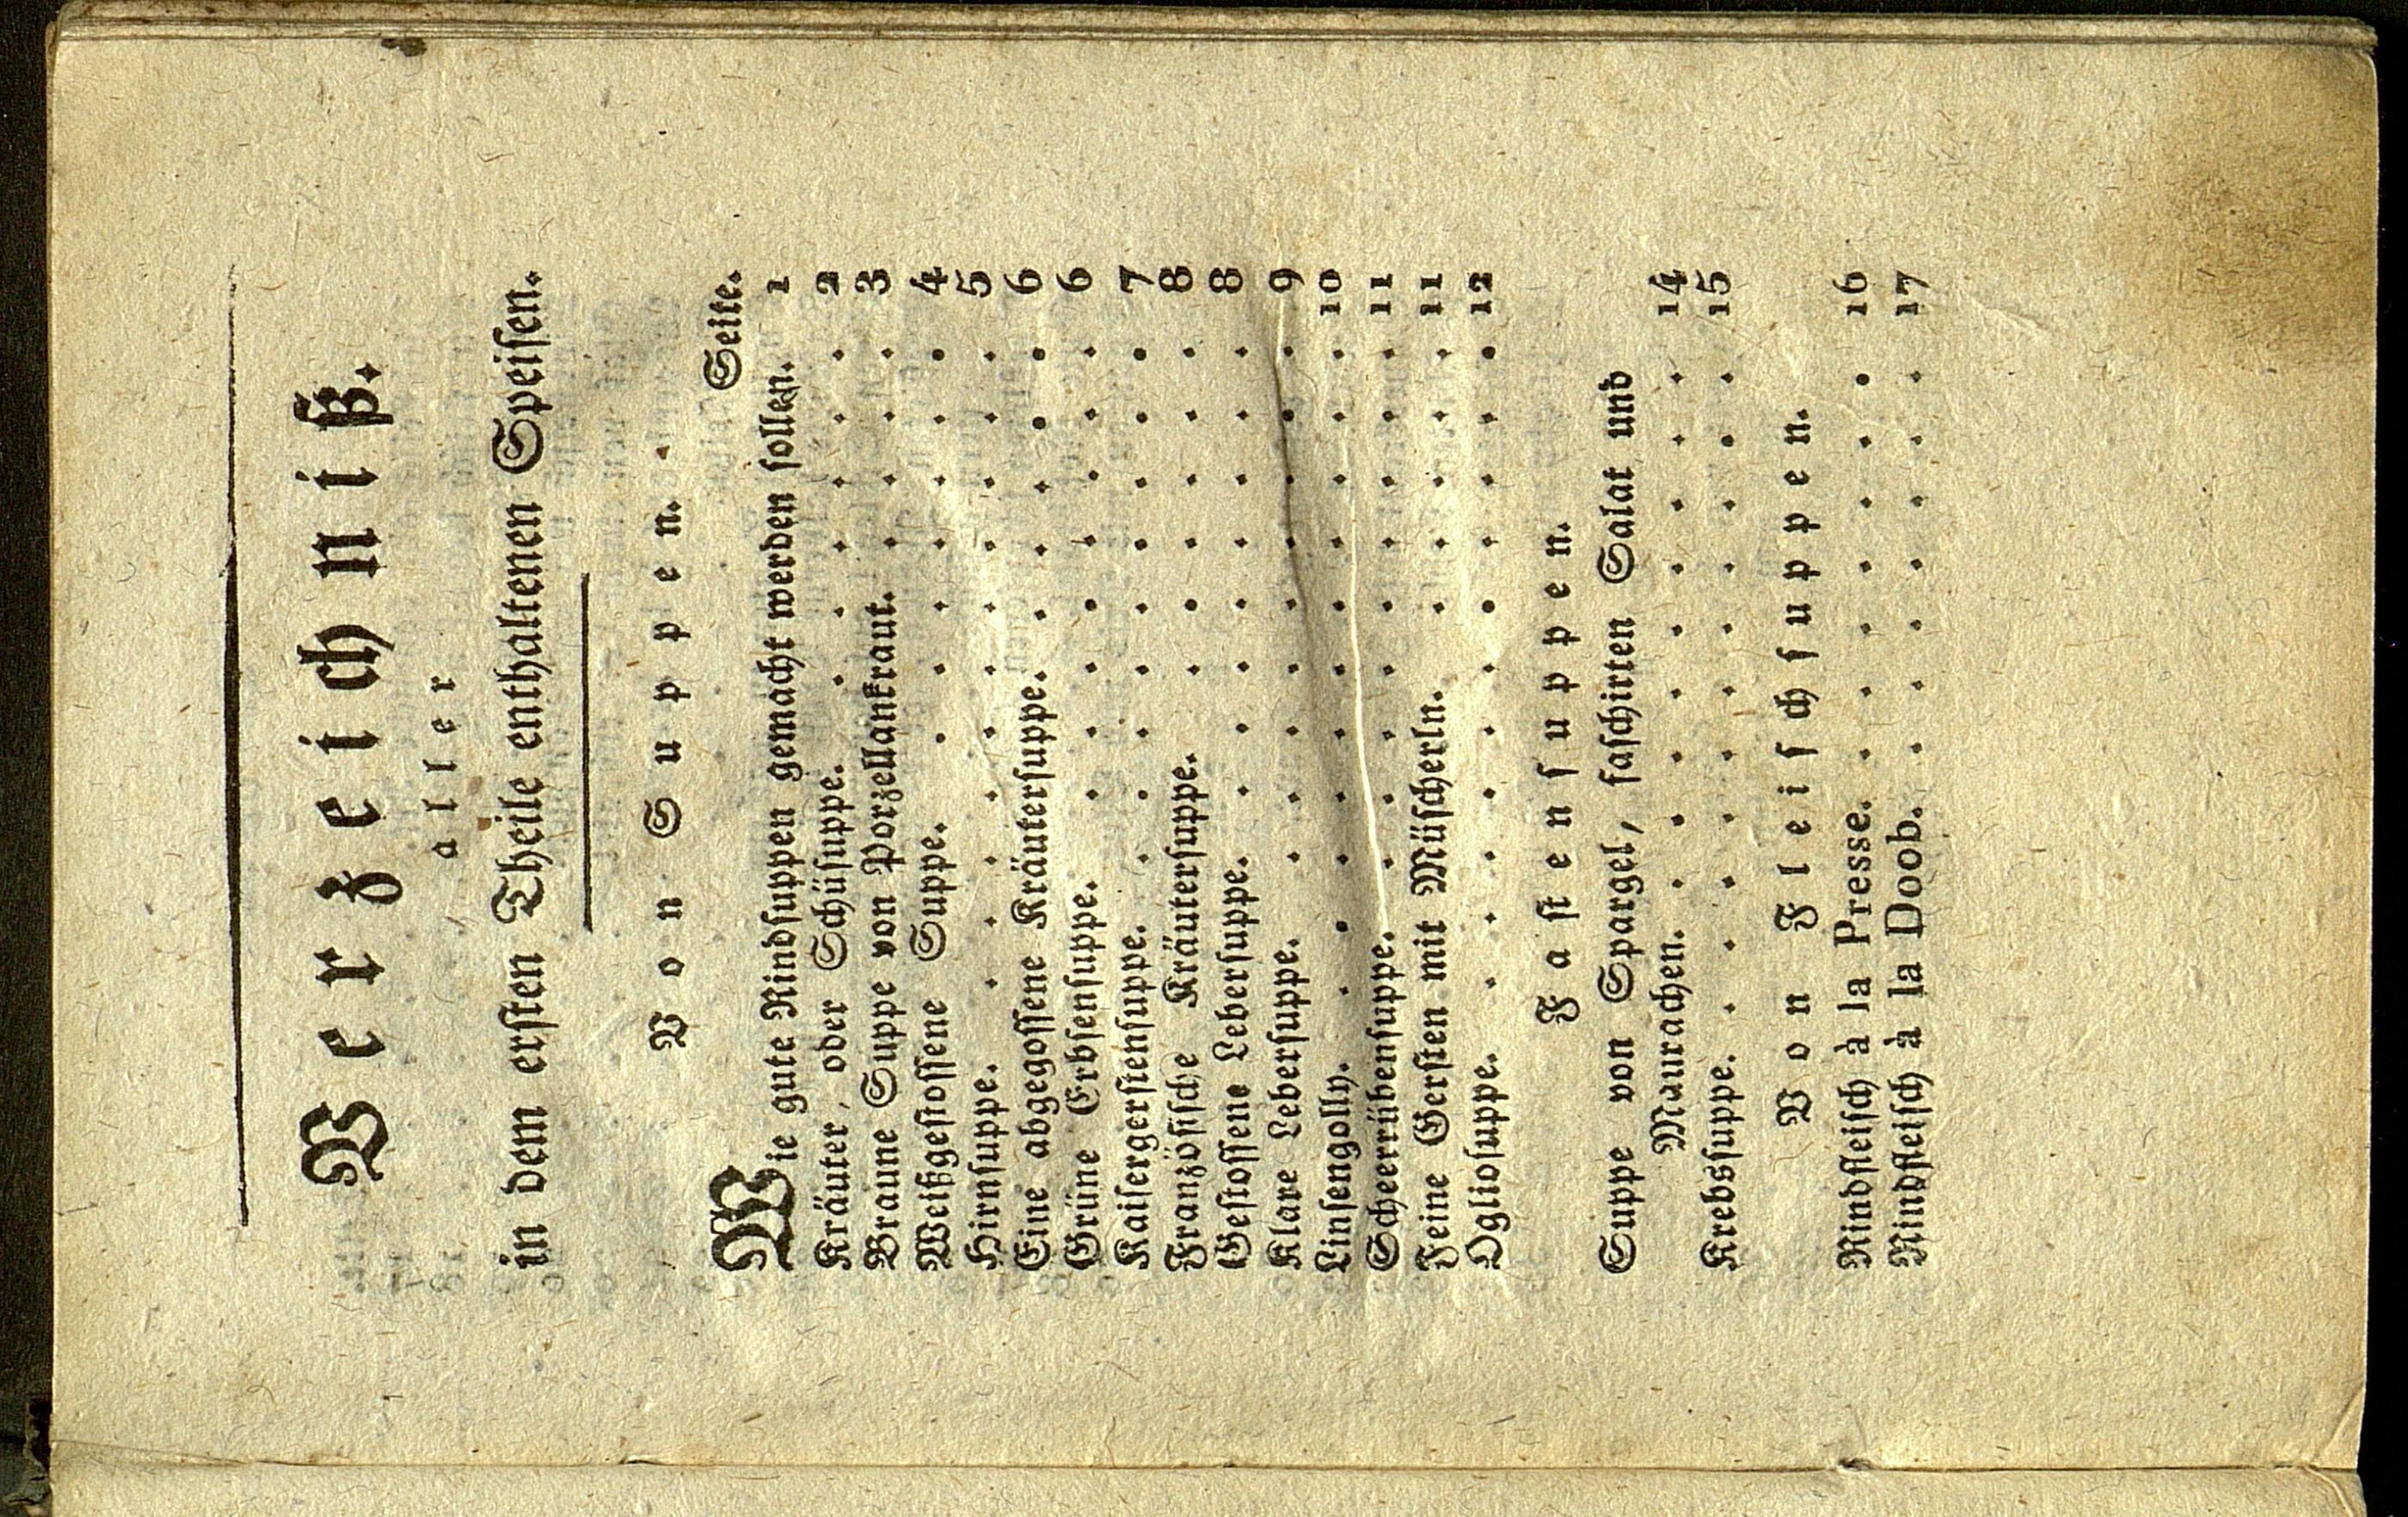 Verzeichniß.
aller
in dem ersten Theile enthaltenen Speisen.
Von Suppen.
Seite.
Wie gute Rindsuppen gemacht werden sollen. 1
Kräuter, oder Schüsuppe. . . . . . . 2
Braune Suppe von Porzellankraut. . . . . 3
Weißgestossene Suppe. . . . . . . . 4
Hirnsuppe. . . . . . . . . . . . 5
Eine abgegossene Kräutersuppe. . . . . . 6
Grüne Erbsensuppe. . . . . . . . . 6
Kaisergerstensuppe. . . . . . . . . . 7
Französische Kräutersuppe. . . . . . . 8
Gestossene Lebersuppe. . . . . . . . . 8
Klare Lebersuppe. . . . . . . . . . 9
Linsengolly. . . . . . . . . . . . 10
Scheerrübensuppe. . . . . . . . . . 11
Feine Gersten mit Müscherln. . . . . . 11
Ogliosuppe. . . . . . . . . . . . 12
Fastensuppen.
Suppe von Spargel, faschirten Salat und
Maurachen. . . . . . . . . . 14
Krebssuppe. . . . . . . . . . . . 15
Von Fleischsuppen.
Rindfleisch à la Presse. . . . . . . . 16
Rindfleisch à la Doob. . . . . . . . 17